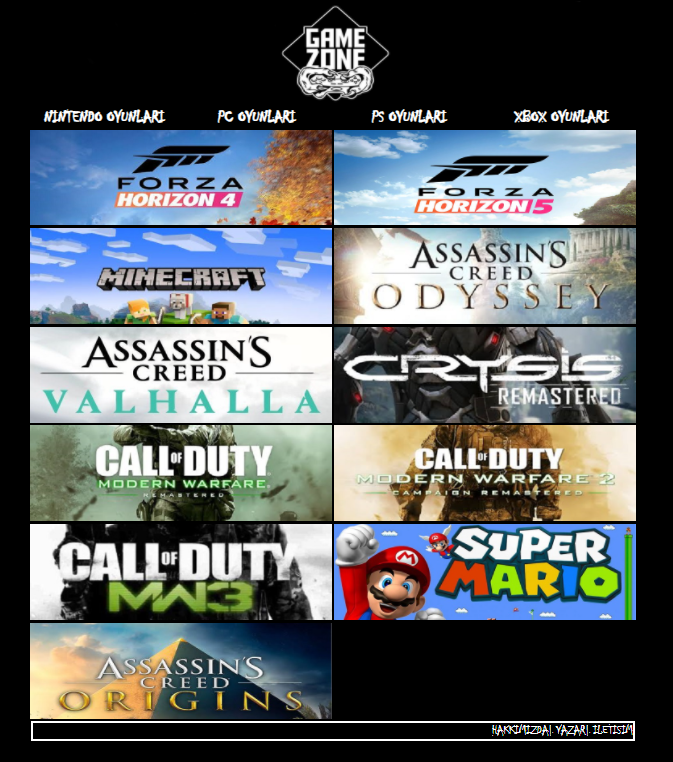 GAME
ZONE
NINTENDO OYUNLARI PC OYUNLARI PS OYUNLARI XBOX OYUNLARI
FORZA
HORIZON 4
FORZA
HORIZON 5
MINECRAFT
ASSASSIN'S
CREED
ODYSSEY
ASSASSIN'S
CREED
VALHALLA
CRYSIS
REMASTERED
CALL OF DUTY
MODERN WARFARE
REMASTERED
CALL OF DUTY
MODERN WARFARE 2
CAMPAIGN REMASTERED
CALL OF DUTY
MW3
SUPER
MARIO
ASSASSIN'S
CREED
ORIGINS
HAKKIMIZDA| YAZAR| ILETISIM